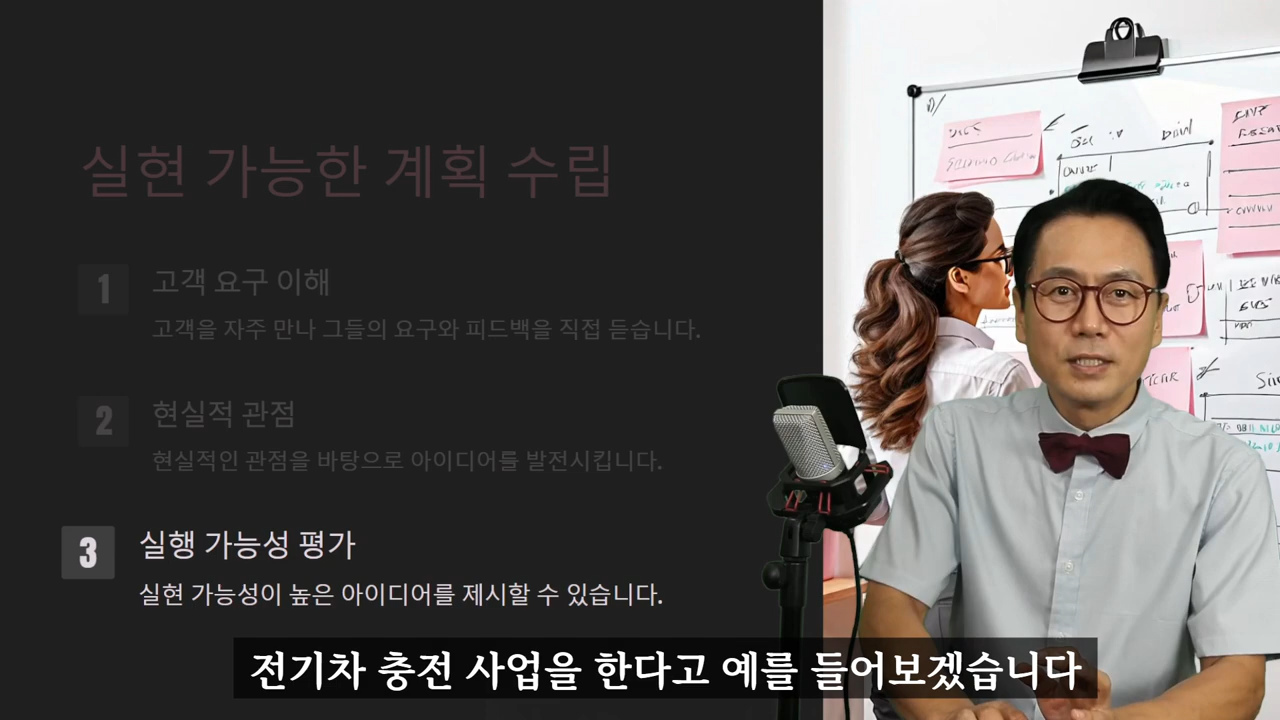 실현 가능한 계획 수립
1
고객 요구 이해
고객을 자주 만나 그들의 요구와 피드백을 직접 듣습니다.
2
현실적 관점
현실적인 관점을 바탕으로 아이디어를 발전시킵니다.
3
실행 가능성 평가
실현 가능성이 높은 아이디어를 제시할 수 있습니다.
전기차 충전 사업을 한다고 예를 들어보겠습니다